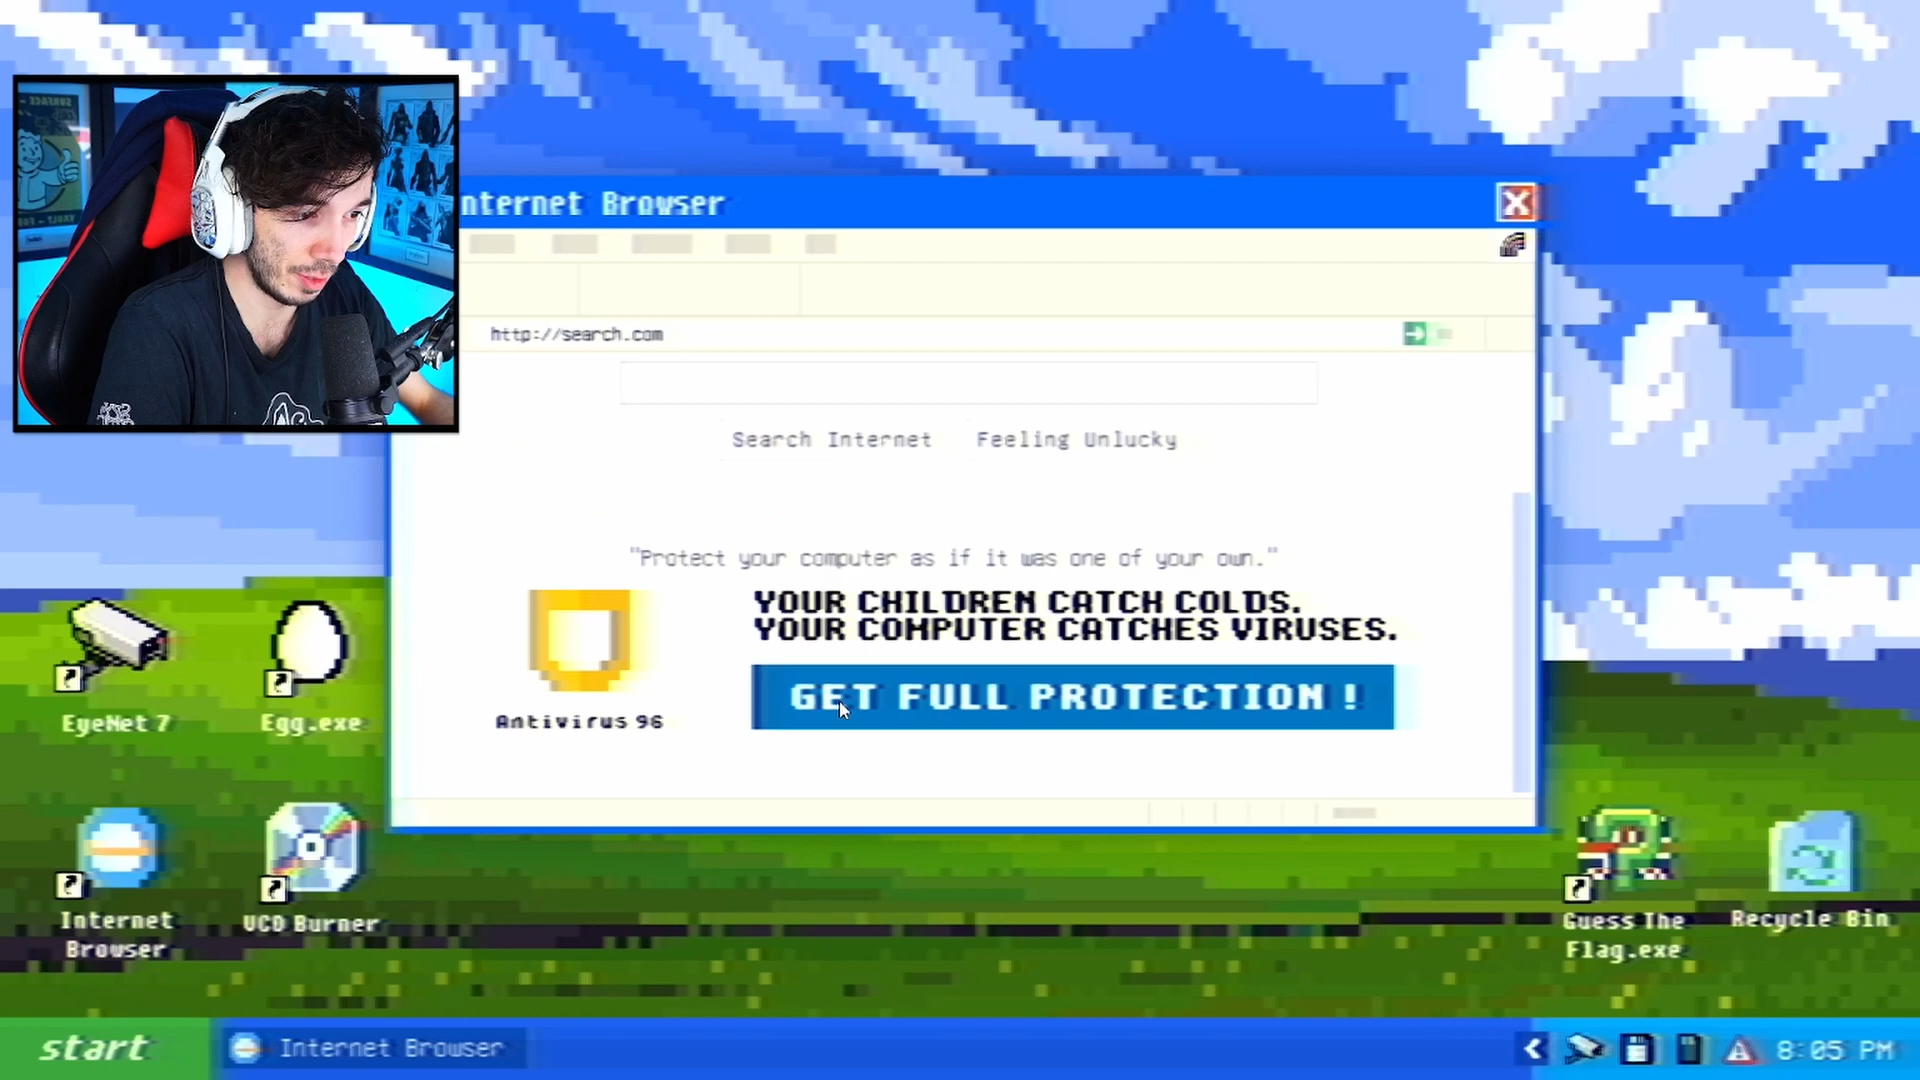 nternet Browser
http://search.com
Search Internet
Feeling Unlucky
"Protect your computer as if it was one of your own."
YOUR CHILDREN CATCH COLDS.
YOUR COMPUTER CATCHES VIRUSES.
GET FULL PROTECTION !
Antivirus 96
EyeNet 7
Egg.exe
Internet
Browser
VCD Burner
Guess The
Flag.exe
Recycle Bin
start
Internet Browser
8:05 PM